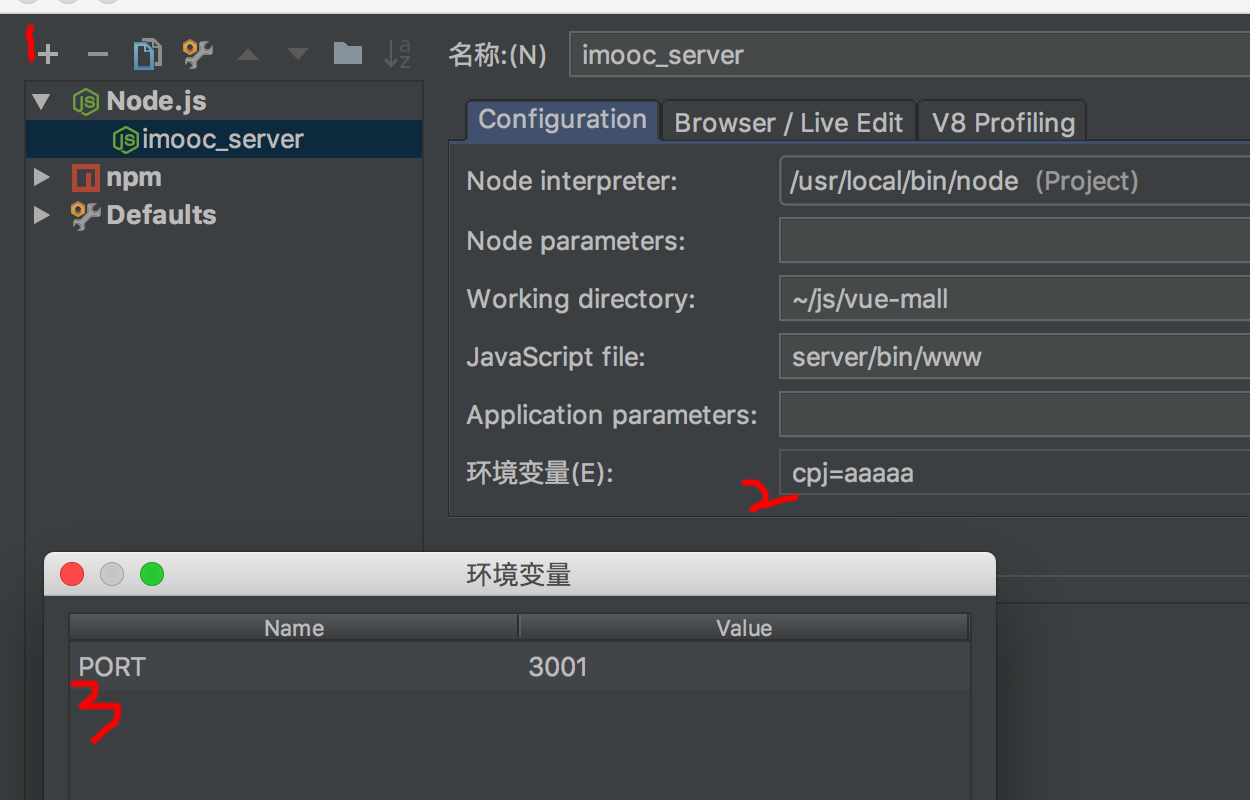 1
名称:(N) imooc_server
Node.js
imooc_server
npm
Defaults
Configuration Browser / Live Edit V8 Profiling
Node interpreter: /usr/local/bin/node (Project)
Node parameters:
Working directory: ~/js/vue-mall
JavaScript file: server/bin/www
Application parameters:
环境变量(E): cpj=aaaaa
2
环境变量
Name Value
PORT 3001
3